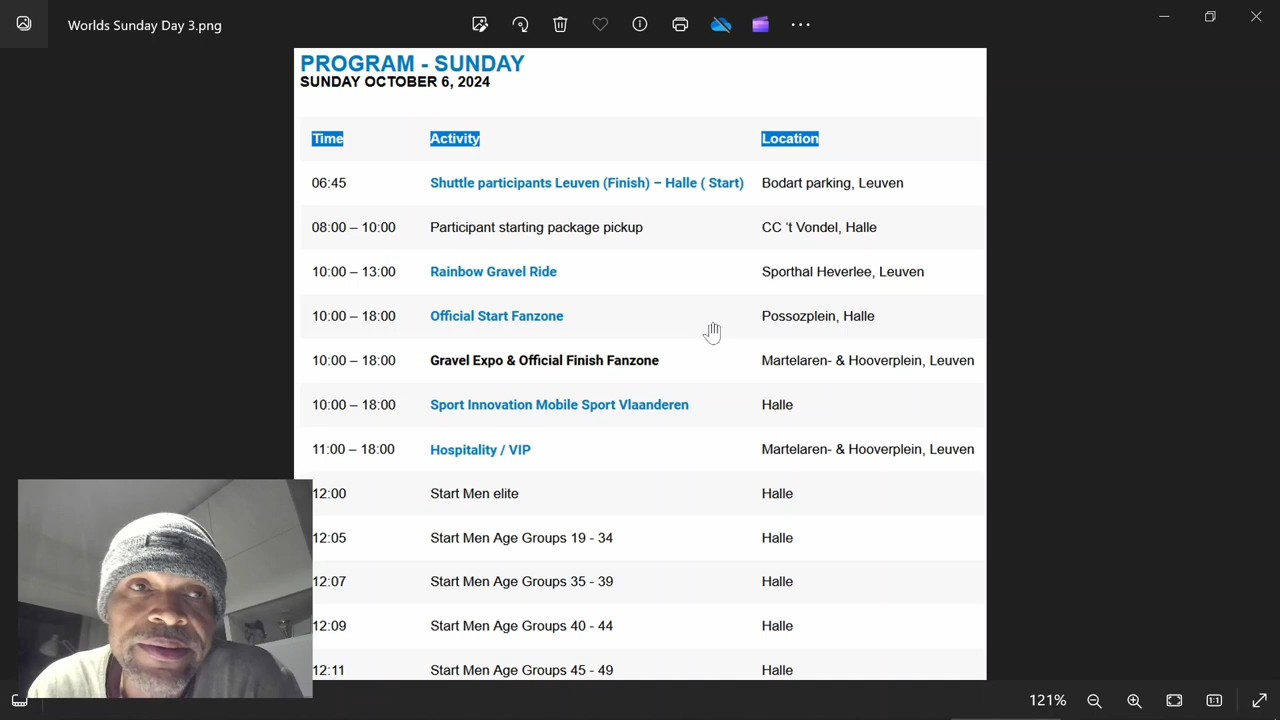 Worlds Sunday Day 3.png
PROGRAM - SUNDAY
SUNDAY OCTOBER 6, 2024
Time Activity Location
06:45 Shuttle participants Leuven (Finish) – Halle ( Start) Bodart parking, Leuven
08:00 – 10:00 Participant starting package pickup CC ‘t Vondel, Halle
10:00 – 13:00 Rainbow Gravel Ride Sporthal Heverlee, Leuven
10:00 – 18:00 Official Start Fanzone Possozplein, Halle
10:00 – 18:00 Gravel Expo & Official Finish Fanzone Martelaren- & Hooverplein, Leuven
10:00 – 18:00 Sport Innovation Mobile Sport Vlaanderen Halle
11:00 – 18:00 Hospitality / VIP Martelaren- & Hooverplein, Leuven
12:00 Start Men elite Halle
12:05 Start Men Age Groups 19 - 34 Halle
12:07 Start Men Age Groups 35 - 39 Halle
12:09 Start Men Age Groups 40 - 44 Halle
12:11 Start Men Age Groups 45 - 49 Halle
121%
1:1